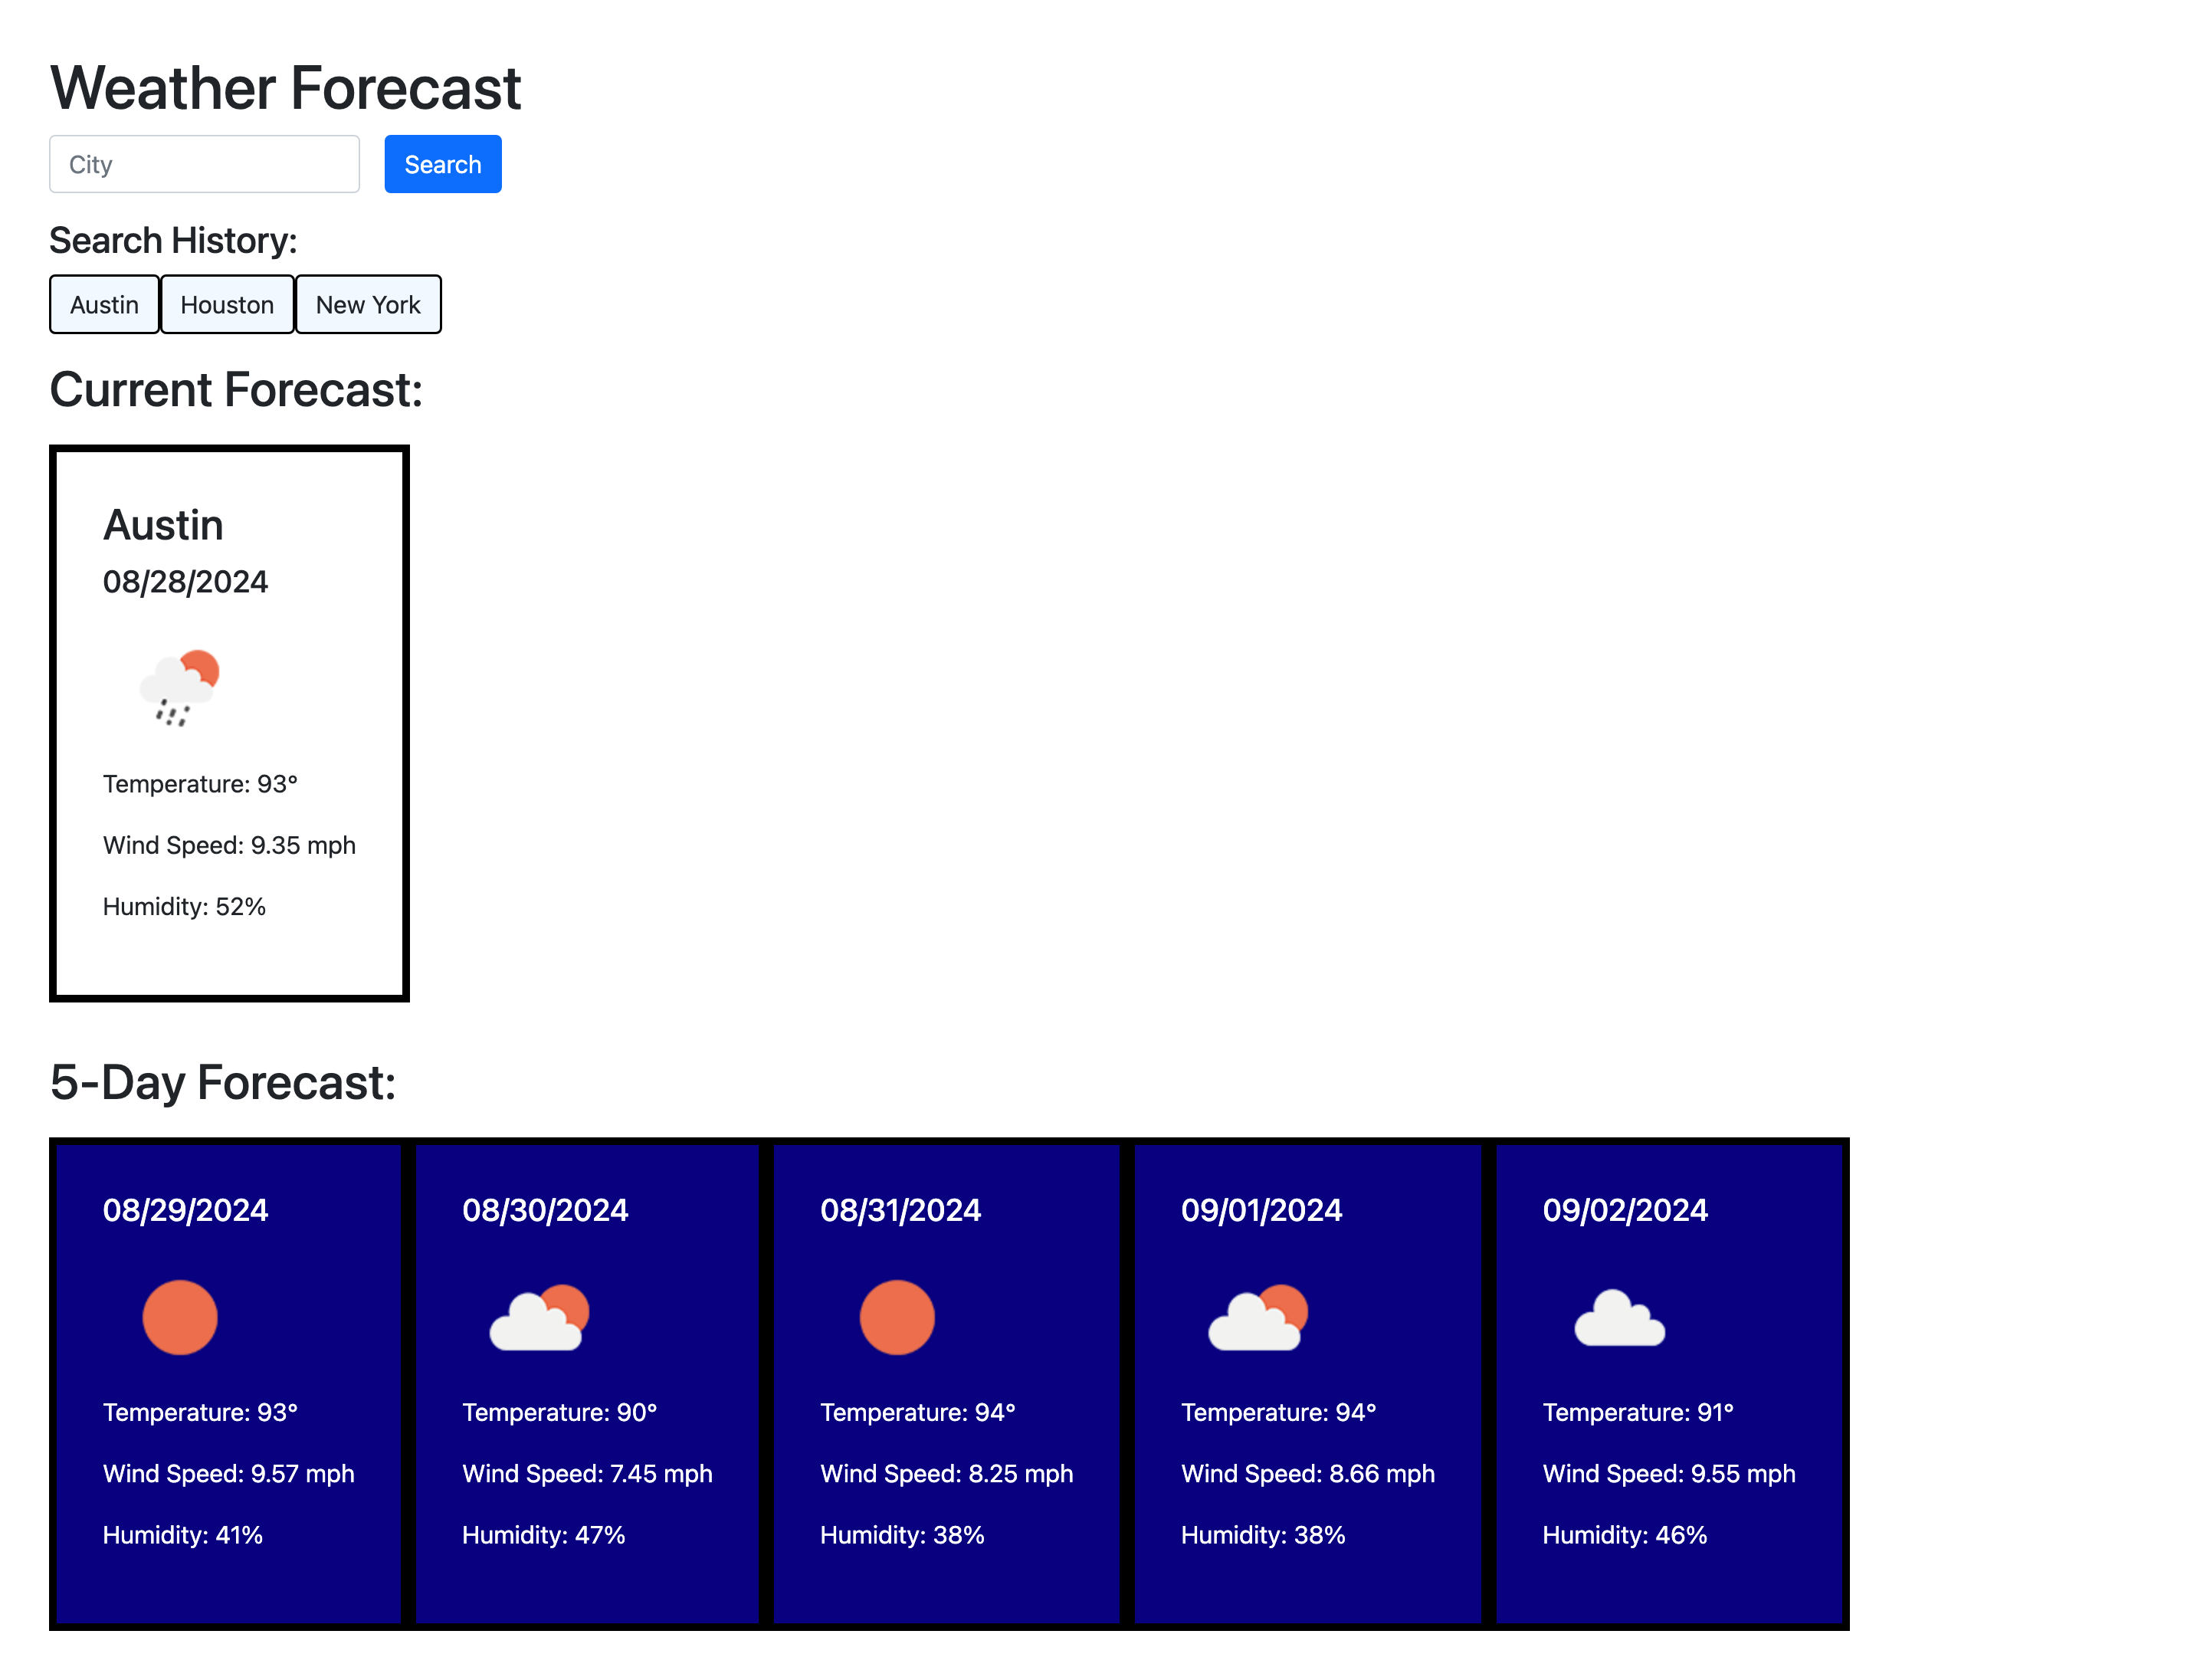 Weather Forecast
City
Search
Search History:
Austin
Houston
New York
Current Forecast:
Austin
08/28/2024
Temperature: 93°
Wind Speed: 9.35 mph
Humidity: 52%
5-Day Forecast:
08/29/2024
Temperature: 93°
Wind Speed: 9.57 mph
Humidity: 41%
08/30/2024
Temperature: 90°
Wind Speed: 7.45 mph
Humidity: 47%
08/31/2024
Temperature: 94°
Wind Speed: 8.25 mph
Humidity: 38%
09/01/2024
Temperature: 94°
Wind Speed: 8.66 mph
Humidity: 38%
09/02/2024
Temperature: 91°
Wind Speed: 9.55 mph
Humidity: 46%